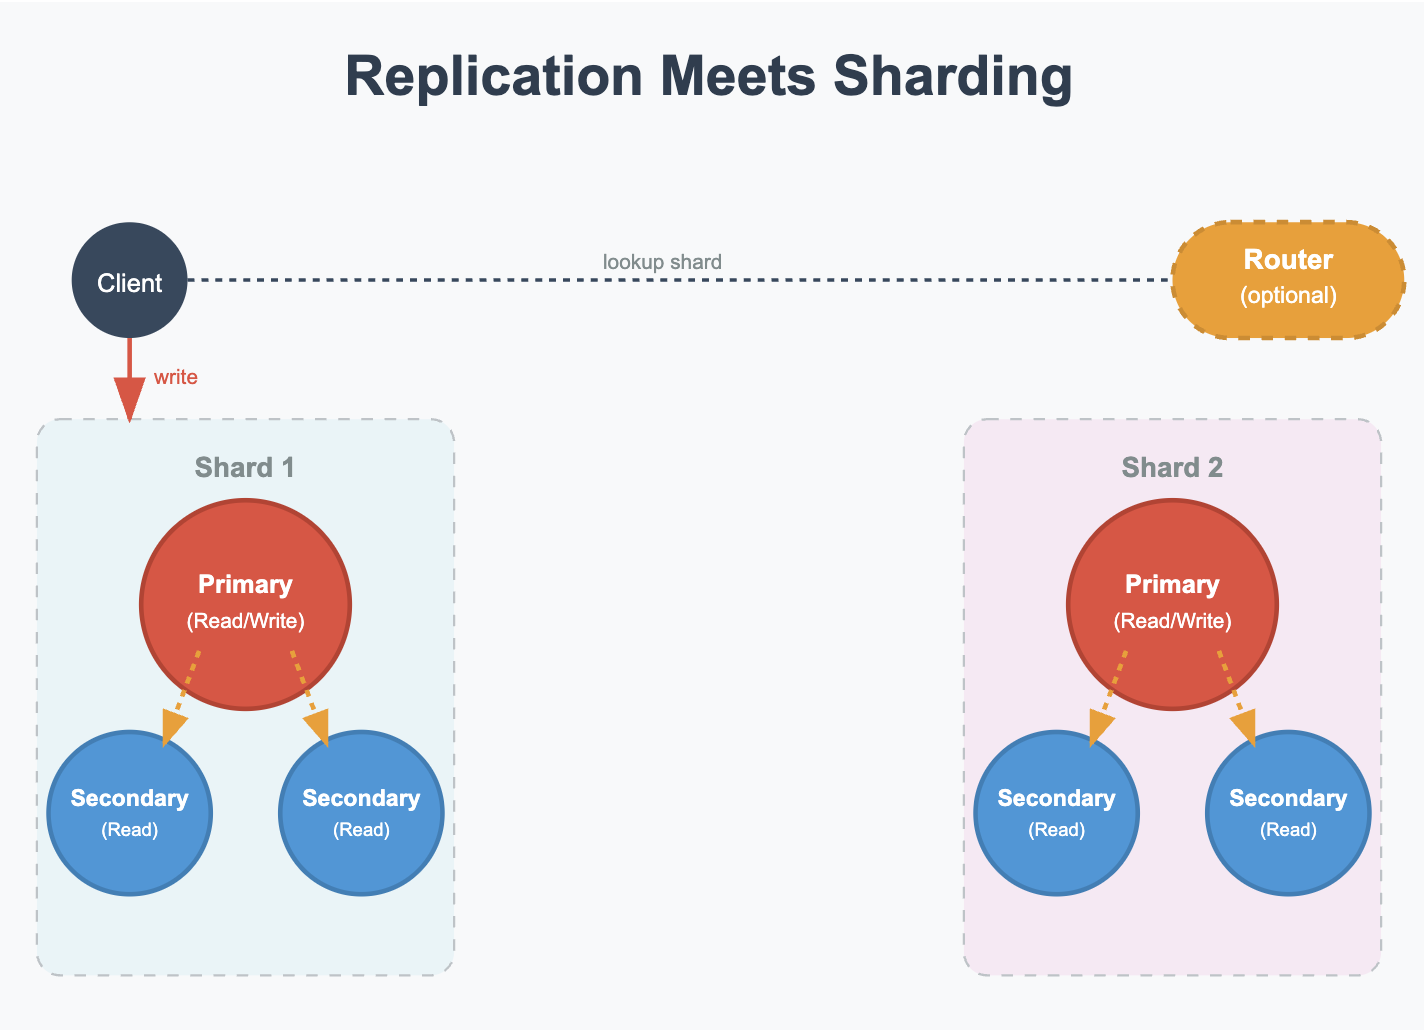 Replication Meets Sharding
Client
lookup shard
Router
(optional)
write
Shard 1
Primary
(Read/Write)
Secondary
(Read)
Secondary
(Read)
Shard 2
Primary
(Read/Write)
Secondary
(Read)
Secondary
(Read)